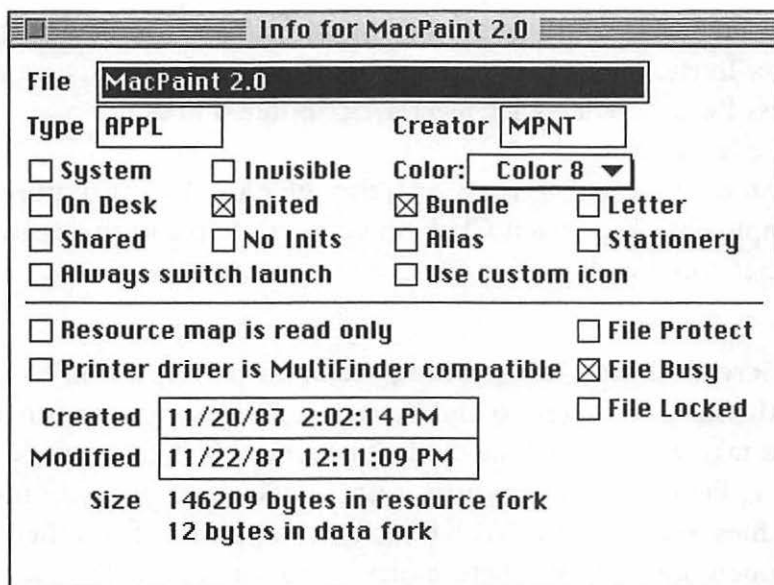 Info for MacPaint 2.0
File MacPaint 2.0
Type APPL Creator MPNT
System Invisible Color: Color 8
On Desk Inited Bundle Letter
Shared No Inits Alias Stationery
Always switch launch Use custom icon
Resource map is read only File Protect
Printer driver is MultiFinder compatible File Busy
File Locked
Created 11/20/87 2:02:14 PM
Modified 11/22/87 12:11:09 PM
Size 146209 bytes in resource fork
12 bytes in data fork